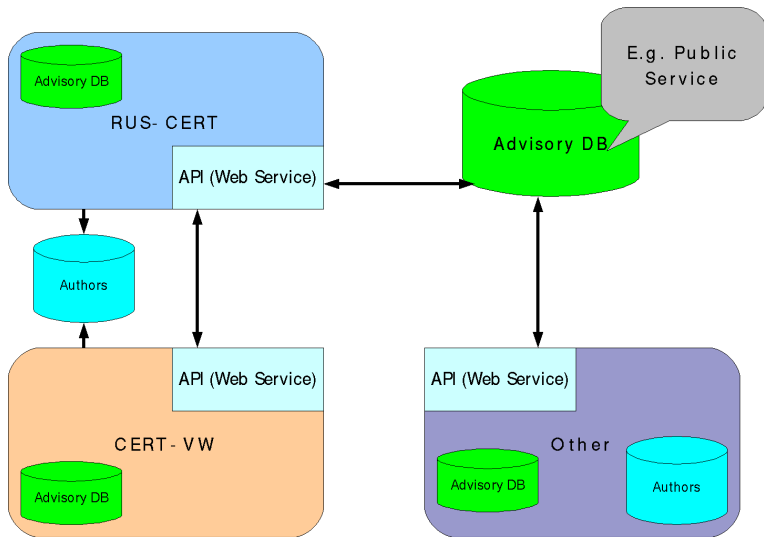 E.g. Public
Service
Advisory DB
RUS- CERT
Advisory DB
API (Web Service)
Authors
API (Web Service)
API (Web Service)
CERT- VW
Other
Advisory DB
Advisory DB
Authors